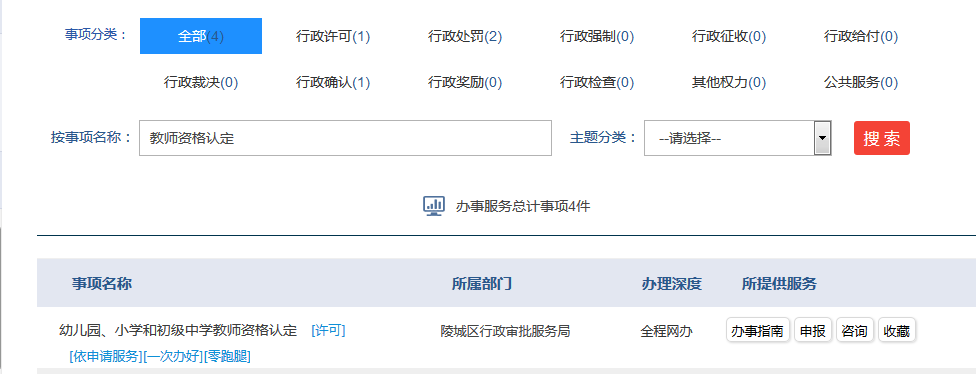 事项分类： 全部(4) 行政许可(1) 行政处罚(2) 行政强制(0) 行政征收(0) 行政给付(0)
行政裁决(0) 行政确认(1) 行政奖励(0) 行政检查(0) 其他权力(0) 公共服务(0)
按事项名称： 教师资格认定 主题分类： --请选择-- 搜 索
办事服务总计事项4件
事项名称 所属部门 办理深度 所提供服务
幼儿园、小学和初级中学教师资格认定 [许可] 陵城区行政审批服务局 全程网办 办事指南 申报 咨询 收藏
[依申请服务][一次办好][零跑腿]